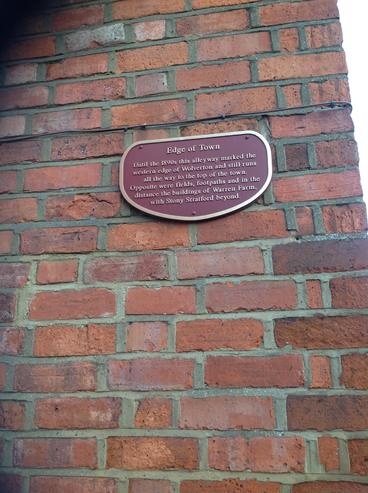 Edge of Town
Until the 1890s this alleyway marked the
western edge of Wolverton and still runs
all the way to the top of the town.
Opposite were fields, footpaths and in the
distance the buildings of Warren Farm,
with Stony Stratford beyond.